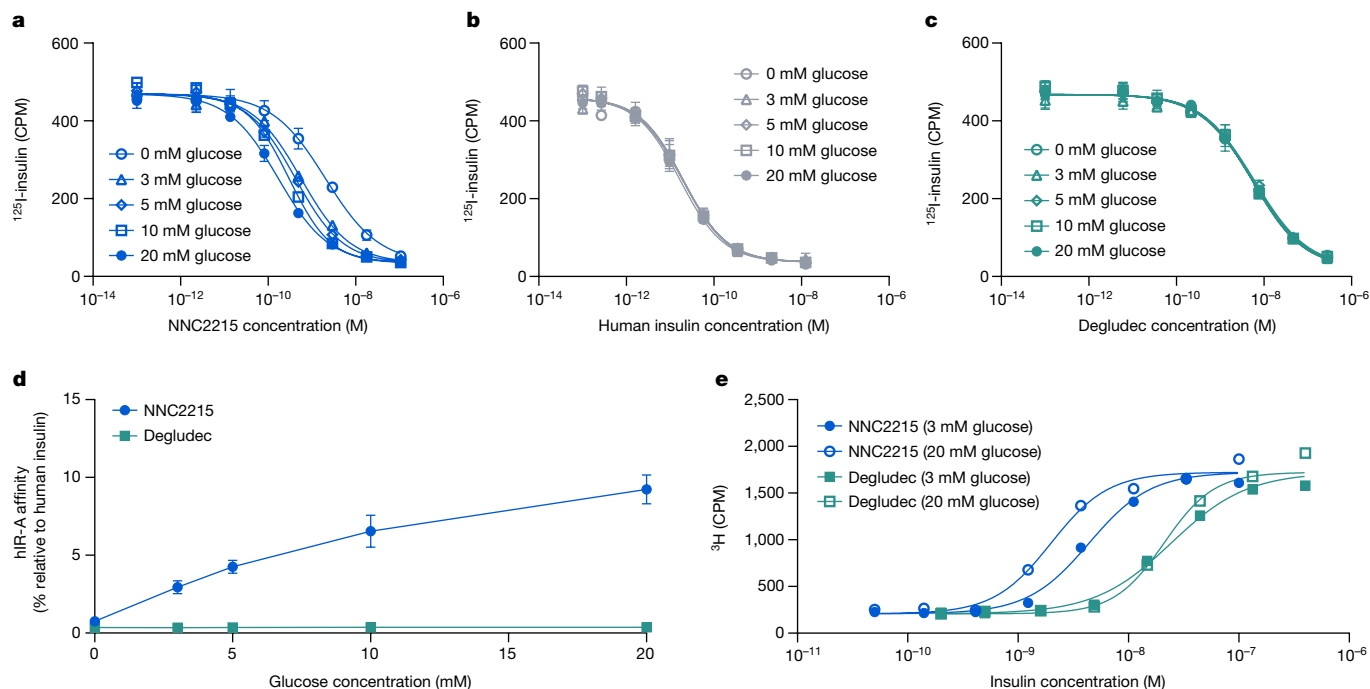 a
600
400
200
0
¹²⁵I-insulin (CPM)
0 mM glucose
3 mM glucose
5 mM glucose
10 mM glucose
20 mM glucose
10⁻¹⁴ 10⁻¹² 10⁻¹⁰ 10⁻⁸ 10⁻⁶
NNC2215 concentration (M)
b
600
400
200
0
¹²⁵I-insulin (CPM)
0 mM glucose
3 mM glucose
5 mM glucose
10 mM glucose
20 mM glucose
10⁻¹⁴ 10⁻¹² 10⁻¹⁰ 10⁻⁸ 10⁻⁶
Human insulin concentration (M)
c
600
400
200
0
¹²⁵I-insulin (CPM)
0 mM glucose
3 mM glucose
5 mM glucose
10 mM glucose
20 mM glucose
10⁻¹⁴ 10⁻¹² 10⁻¹⁰ 10⁻⁸ 10⁻⁶
Degludec concentration (M)
d
15
10
5
0
hIR-A affinity
(% relative to human insulin)
NNC2215
Degludec
0 5 10 15 20
Glucose concentration (mM)
e
2,500
2,000
1,500
1,000
500
0
³H (CPM)
NNC2215 (3 mM glucose)
NNC2215 (20 mM glucose)
Degludec (3 mM glucose)
Degludec (20 mM glucose)
10⁻¹¹ 10⁻¹⁰ 10⁻⁹ 10⁻⁸ 10⁻⁷ 10⁻⁶
Insulin concentration (M)